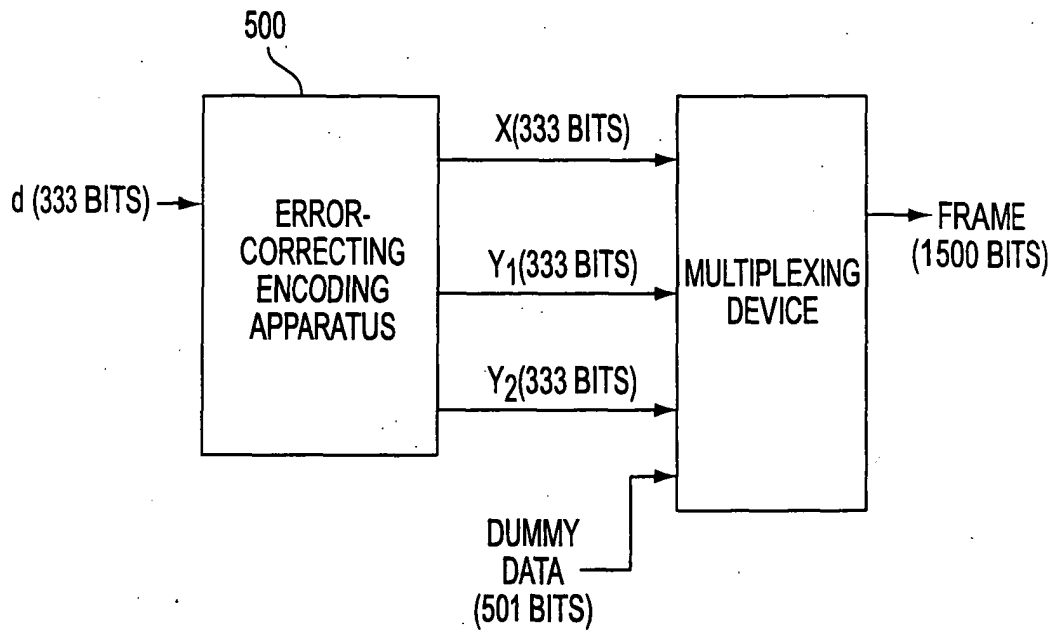 500
d (333 BITS)
ERROR-
CORRECTING
ENCODING
APPARATUS
X(333 BITS)
Y1(333 BITS)
Y2(333 BITS)
MULTIPLEXING
DEVICE
FRAME
(1500 BITS)
DUMMY
DATA
(501 BITS)